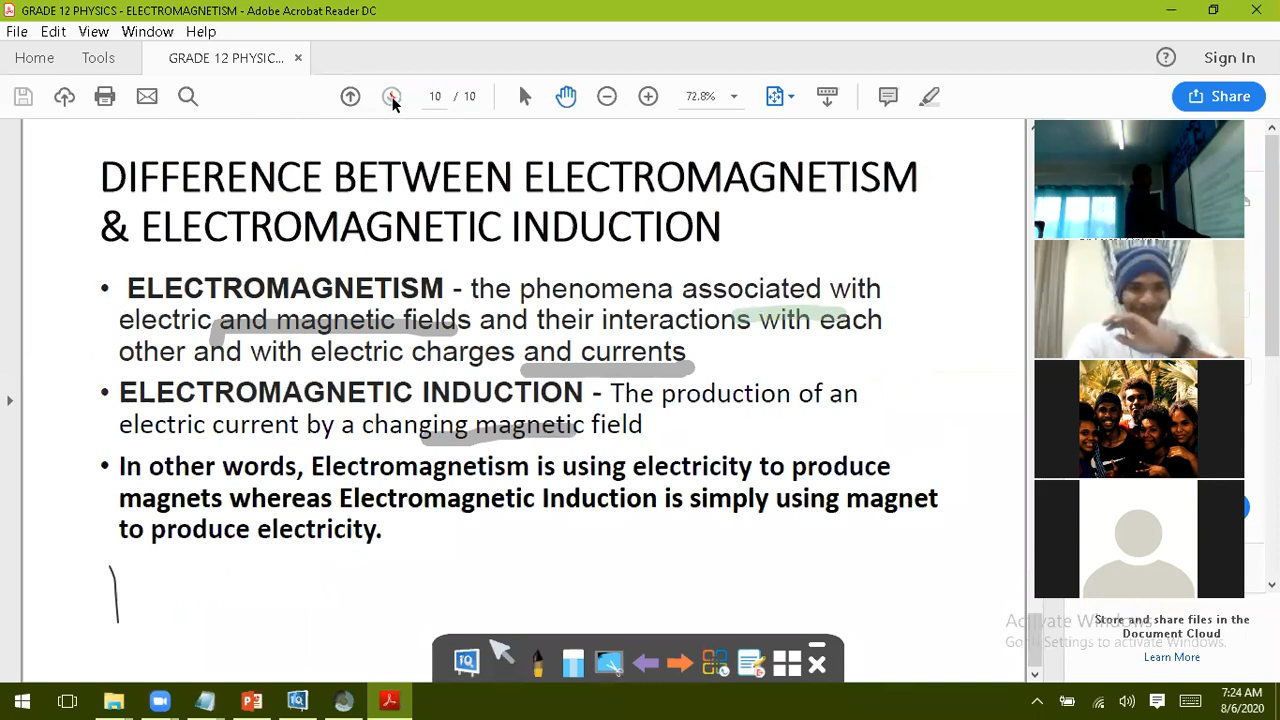 GRADE 12 PHYSICS - ELECTROMAGNETISM - Adobe Acrobat Reader DC
File Edit View Window Help
Home Tools GRADE 12 PHYSIC... × Sign In
10 / 10 72.8% Share
DIFFERENCE BETWEEN ELECTROMAGNETISM
& ELECTROMAGNETIC INDUCTION
• ELECTROMAGNETISM - the phenomena associated with
electric and magnetic fields and their interactions with each
other and with electric charges and currents
• ELECTROMAGNETIC INDUCTION - The production of an
electric current by a changing magnetic field
• In other words, Electromagnetism is using electricity to produce
magnets whereas Electromagnetic Induction is simply using magnet
to produce electricity.
Activate Windows
Go to Settings to activate Windows.
Store and share files in the
Document Cloud
Learn More
IQ
7:24 AM
8/6/2020